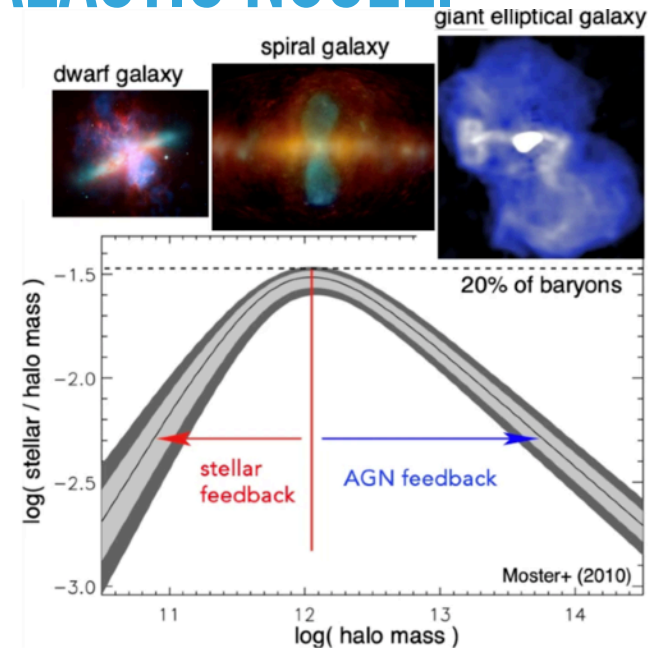 giant elliptical galaxy
spiral galaxy
dwarf galaxy
20% of baryons
−1.5
−2.0
−2.5
−3.0
log( stellar / halo mass )
stellar
feedback
AGN feedback
Moster+ (2010)
11 12 13 14
log( halo mass )